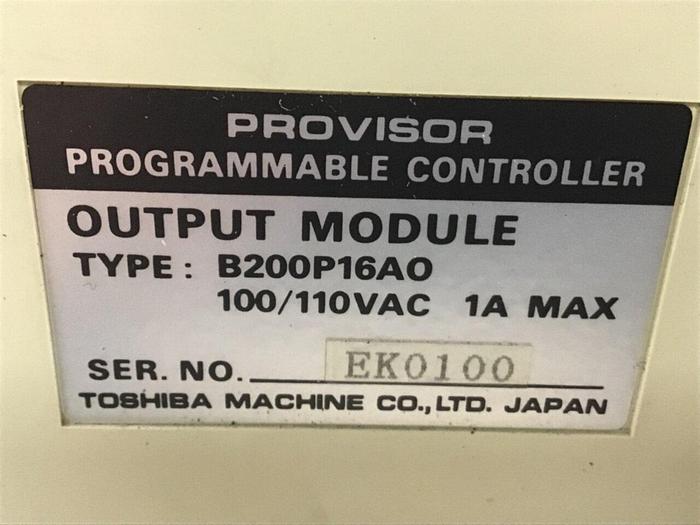 PROVISOR
PROGRAMMABLE CONTROLLER
OUTPUT MODULE
TYPE: B200P16AO
100/110VAC 1A MAX
SER. NO. EK0100
TOSHIBA MACHINE CO., LTD. JAPAN